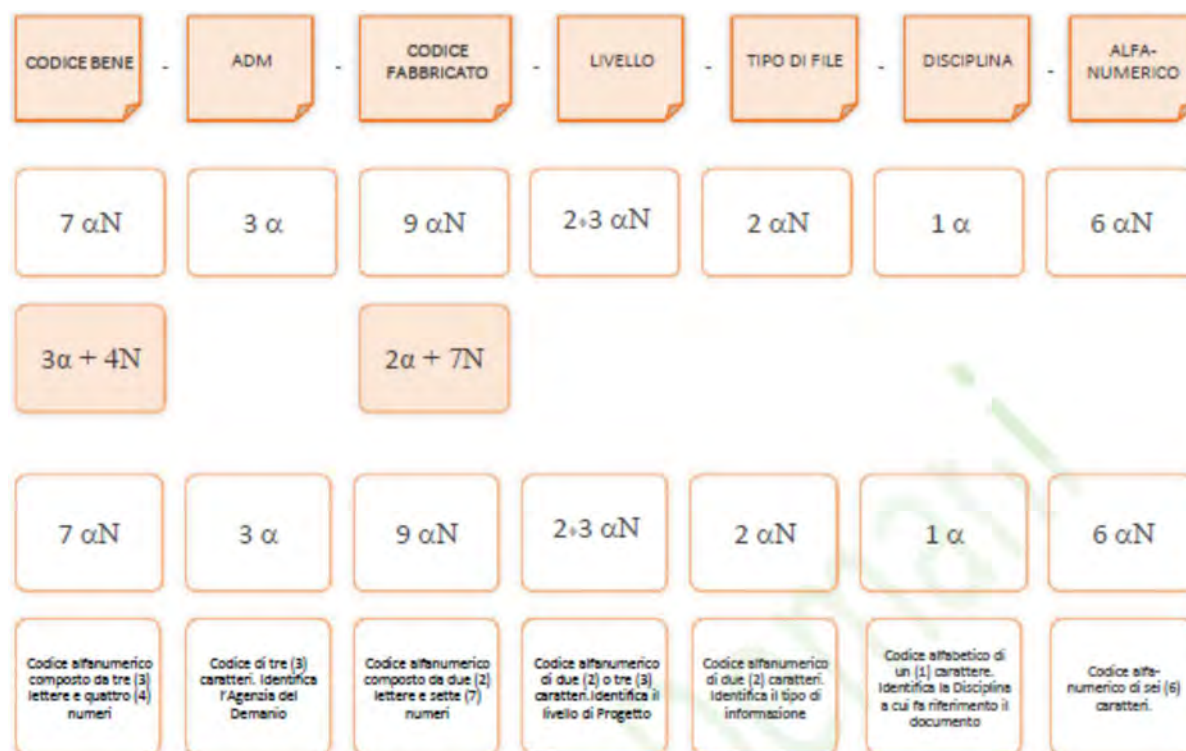 CODICE BENE - ADM - CODICE FABBRICATO - LIVELLO - TIPO DI FILE - DISCIPLINA - ALFA-NUMERICO
7 αN 3 α 9 αN 2÷3 αN 2 αN 1 α 6 αN
3α + 4N 2α + 7N
7 αN 3 α 9 αN 2÷3 αN 2 αN 1 α 6 αN
Codice alfanumerico
composto da tre (3)
lettere e quattro (4)
numeri
Codice di tre (3)
caratteri. Identifica
l'Agenzia del
Demanio
Codice alfanumerico
composto da due (2)
lettere e sette (7)
numeri
Codice alfanumerico
di due (2) o tre (3)
caratteri.Identifica il
livello di Progetto
Codice alfanumerico
di due (2) caratteri.
Identifica il tipo di
informazione
Codice alfabetico di
un (1) carattere.
Identifica la Disciplina
a cui fa riferimento il
documento
Codice alfa-
numerico di sei (6)
caratteri.